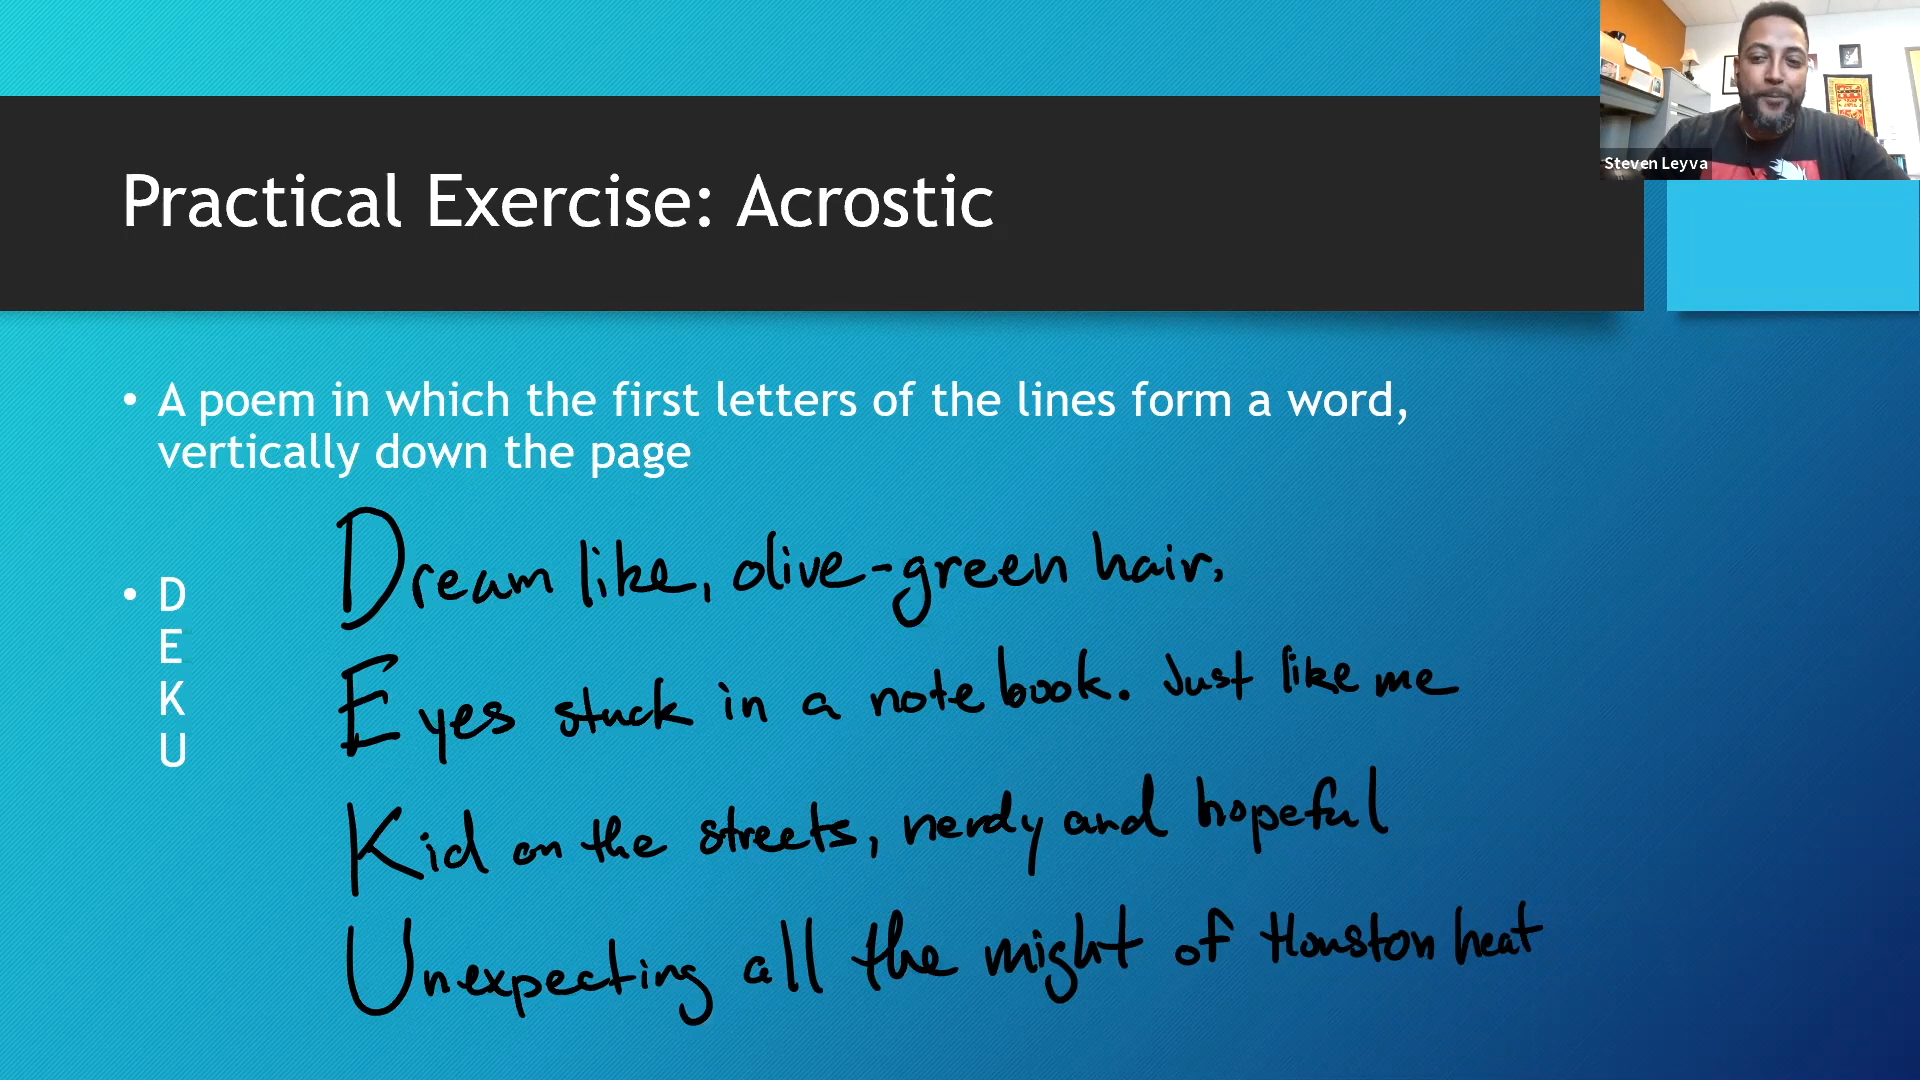 Steven Leyva
Practical Exercise: Acrostic
• A poem in which the first letters of the lines form a word,
vertically down the page
• D
E
K
U
Dream like, olive-green hair,
Eyes stuck in a note book. Just like me
Kid on the streets, nerdy and hopeful
Unexpecting all the might of Houston heat